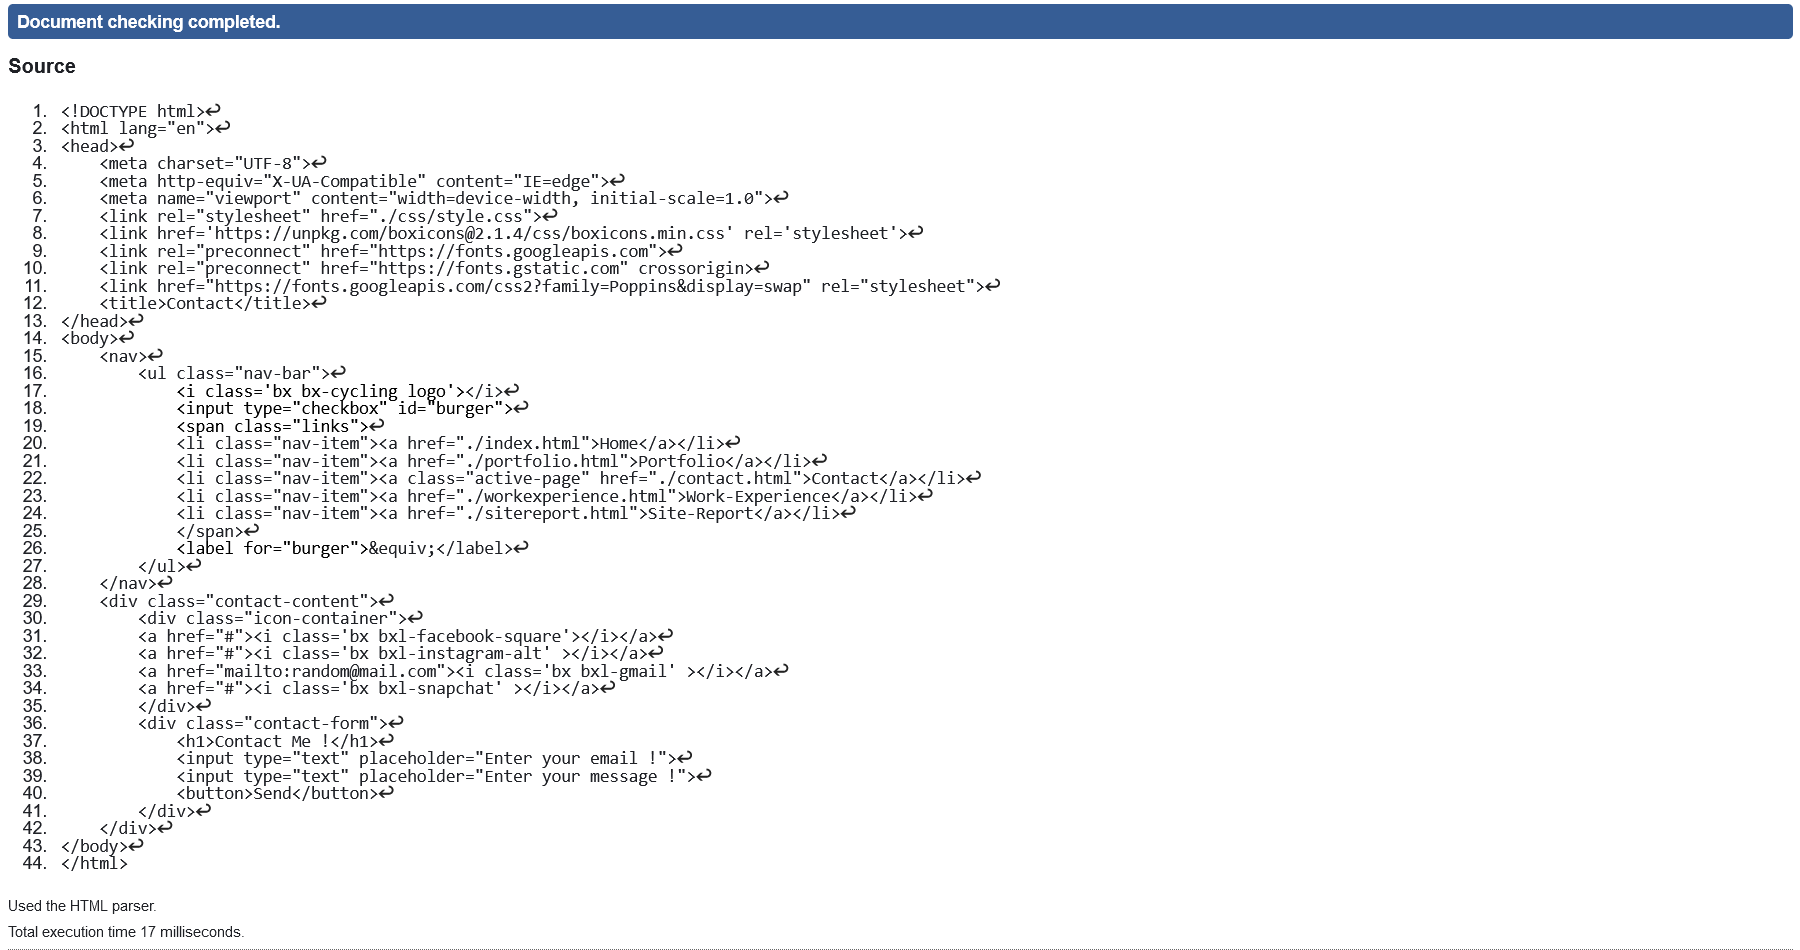 Document checking completed.
Source
1. <!DOCTYPE html>↩
2. <html lang="en">↩
3. <head>↩
4.     <meta charset="UTF-8">↩
5.     <meta http-equiv="X-UA-Compatible" content="IE=edge">↩
6.     <meta name="viewport" content="width=device-width, initial-scale=1.0">↩
7.     <link rel="stylesheet" href="./css/style.css">↩
8.     <link href='https://unpkg.com/boxicons@2.1.4/css/boxicons.min.css' rel='stylesheet'>↩
9.     <link rel="preconnect" href="https://fonts.googleapis.com">↩
10.     <link rel="preconnect" href="https://fonts.gstatic.com" crossorigin>↩
11.     <link href="https://fonts.googleapis.com/css2?family=Poppins&display=swap" rel="stylesheet">↩
12.     <title>Contact</title>↩
13. </head>↩
14. <body>↩
15.     <nav>↩
16.         <ul class="nav-bar">↩
17.             <i class='bx bx-cycling logo'></i>↩
18.             <input type="checkbox" id="burger">↩
19.             <span class="links">↩
20.             <li class="nav-item"><a href="./index.html">Home</a></li>↩
21.             <li class="nav-item"><a href="./portfolio.html">Portfolio</a></li>↩
22.             <li class="nav-item"><a class="active-page" href="./contact.html">Contact</a></li>↩
23.             <li class="nav-item"><a href="./workexperience.html">Work-Experience</a></li>↩
24.             <li class="nav-item"><a href="./sitereport.html">Site-Report</a></li>↩
25.             </span>↩
26.             <label for="burger">&equiv;</label>↩
27.         </ul>↩
28.     </nav>↩
29.     <div class="contact-content">↩
30.         <div class="icon-container">↩
31.         <a href="#"><i class='bx bxl-facebook-square'></i></a>↩
32.         <a href="#"><i class='bx bxl-instagram-alt' ></i></a>↩
33.         <a href="mailto:random@mail.com"><i class='bx bxl-gmail' ></i></a>↩
34.         <a href="#"><i class='bx bxl-snapchat' ></i></a>↩
35.         </div>↩
36.         <div class="contact-form">↩
37.             <h1>Contact Me !</h1>↩
38.             <input type="text" placeholder="Enter your email !">↩
39.             <input type="text" placeholder="Enter your message !">↩
40.             <button>Send</button>↩
41.         </div>↩
42.     </div>↩
43. </body>↩
44. </html>
Used the HTML parser.
Total execution time 17 milliseconds.